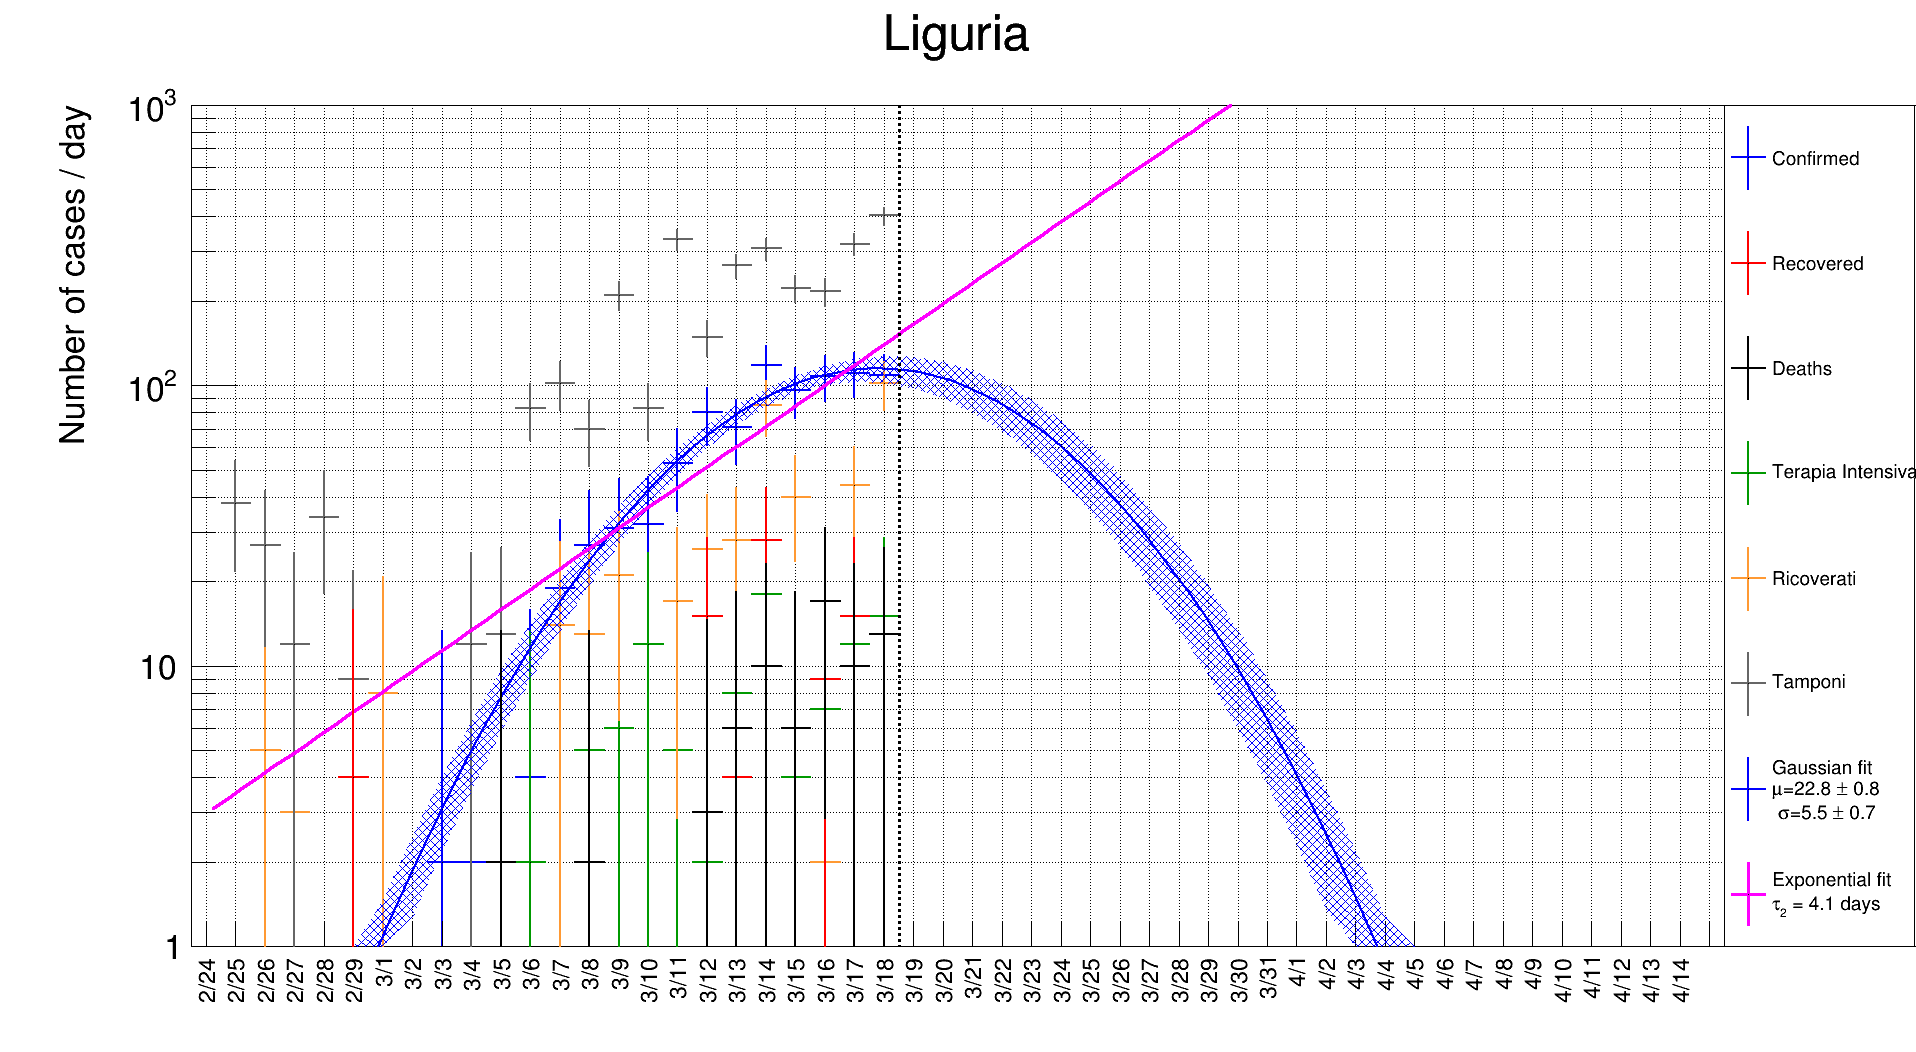 Liguria
Number of cases / day
10³
10²
10
1
2/24 2/25 2/26 2/27 2/28 2/29 3/1 3/2 3/3 3/4 3/5 3/6 3/7 3/8 3/9 3/10 3/11 3/12 3/13 3/14 3/15 3/16 3/17 3/18 3/19 3/20 3/21 3/22 3/23 3/24 3/25 3/26 3/27 3/28 3/29 3/30 3/31 4/1 4/2 4/3 4/4 4/5 4/6 4/7 4/8 4/9 4/10 4/11 4/12 4/13 4/14
Confirmed
Recovered
Deaths
Terapia Intensiva
Ricoverati
Tamponi
Gaussian fit
μ=22.8 ± 0.8
σ=5.5 ± 0.7
Exponential fit
τ₂ = 4.1 days